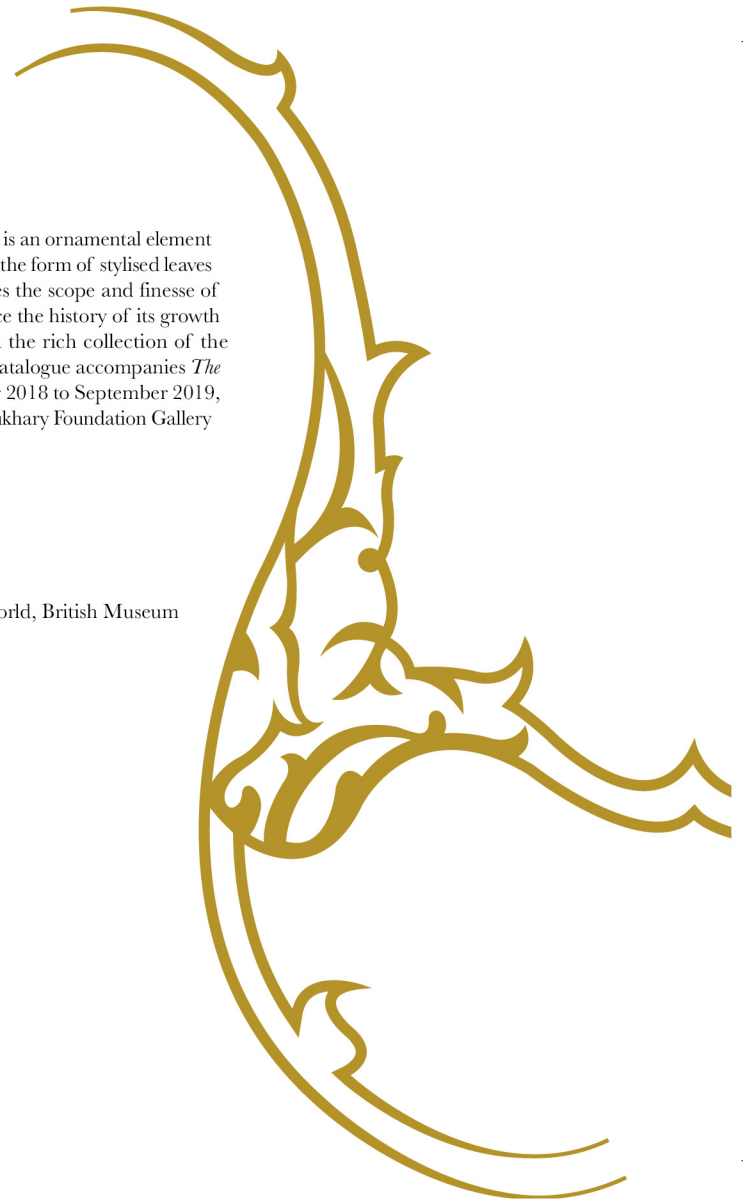 is an ornamental element
the form of stylised leaves
es the scope and finesse of
ce the history of its growth
the rich collection of the
atalogue accompanies The
2018 to September 2019,
ukhary Foundation Gallery
orld, British Museum